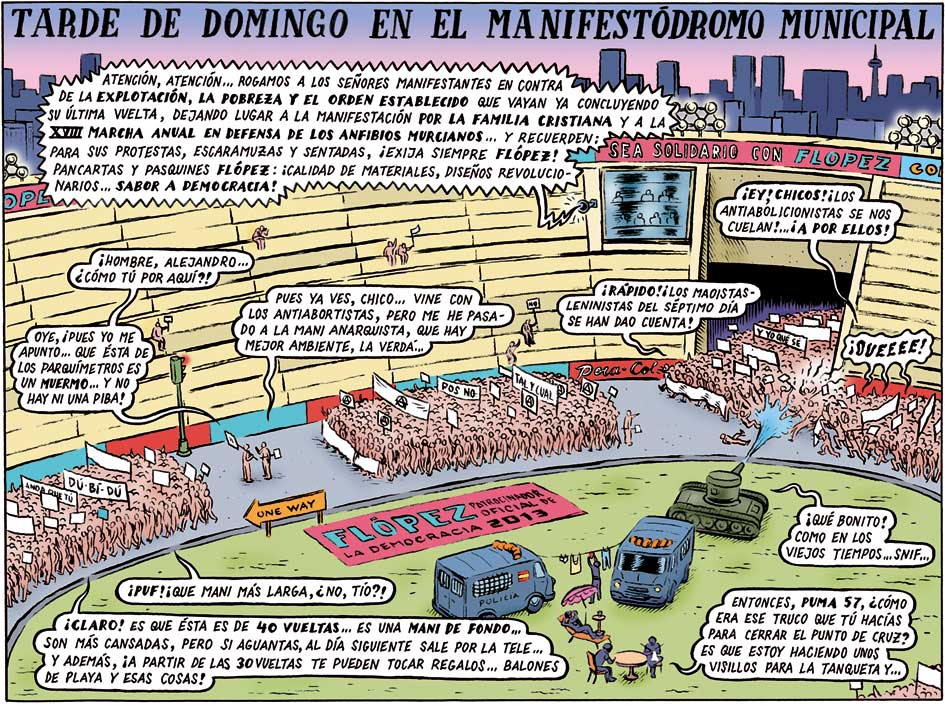 TARDE DE DOMINGO EN EL MANIFESTÓDROMO MUNICIPAL
ATENCIÓN, ATENCIÓN... ROGAMOS A LOS SEÑORES MANIFESTANTES EN CONTRA
DE LA EXPLOTACIÓN, LA POBREZA Y EL ORDEN ESTABLECIDO QUE VAYAN YA CONCLUYENDO
SU ÚLTIMA VUELTA, DEJANDO LUGAR A LA MANIFESTACIÓN POR LA FAMILIA CRISTIANA Y A LA
XVIII MARCHA ANUAL EN DEFENSA DE LOS ANFIBIOS MURCIANOS... Y RECUERDEN:
PARA SUS PROTESTAS, ESCARAMUZAS Y SENTADAS, ¡EXIJA SIEMPRE FLÓPEZ!
PANCARTAS Y PASQUINES FLÓPEZ: ¡CALIDAD DE MATERIALES, DISEÑOS REVOLUCIO-
NARIOS... SABOR A DEMOCRACIA!
SEA SOLIDARIO CON FLOPEZ CO
OPE
¡EY, CHICOS! ¡LOS
ANTIABOLICIONISTAS SE NOS
CUELAN!...¡A POR ELLOS!
¡HOMBRE, ALEJANDRO...
¿CÓMO TÚ POR AQUÍ?!
PUES YA VES, CHICO... VINE CON
LOS ANTIABORTISTAS, PERO ME HE PASA-
DO A LA MANI ANARQUISTA, QUE HAY
MEJOR AMBIENTE, LA VERDÁ...
OYE, ¡PUES YO ME
APUNTO... QUE ÉSTA DE
LOS PARQUÍMETROS ES
UN MUERMO... Y NO
HAY NI UNA PIBA!
NO
¡RÁPIDO! ¡LOS MAOISTAS-
LENINISTAS DEL SÉPTIMO DÍA
SE HAN DAO CUENTA!
Y YO QUE SÉ
¡DUEEEE!
Pera-Col
POS NO
TAL Y CUAL
ANDA QUE TÚ
DÚ-BÍ-DÚ
ONE WAY
FLÓPEZ PATROCINADOR
OFICIAL DE
LA DEMOCRACIA 2013
POLICIA
¡QUÉ BONITO!
COMO EN LOS
VIEJOS TIEMPOS...SNIF...
¡PUF! ¡QUE MANI MÁS LARGA, ¿NO, TÍO?!
¡CLARO! ES QUE ÉSTA ES DE 40 VUELTAS... ES UNA MANI DE FONDO...
SON MÁS CANSADAS, PERO SI AGUANTAS, AL DÍA SIGUIENTE SALE POR LA TELE...
Y ADEMÁS, ¡A PARTIR DE LAS 30 VUELTAS TE PUEDEN TOCAR REGALOS... BALONES
DE PLAYA Y ESAS COSAS!
ENTONCES, PUMA 57, ¿CÓMO
ERA ESE TRUCO QUE TÚ HACÍAS
PARA CERRAR EL PUNTO DE CRUZ?
ES QUE ESTOY HACIENDO UNOS
VISILLOS PARA LA TANQUETA Y...